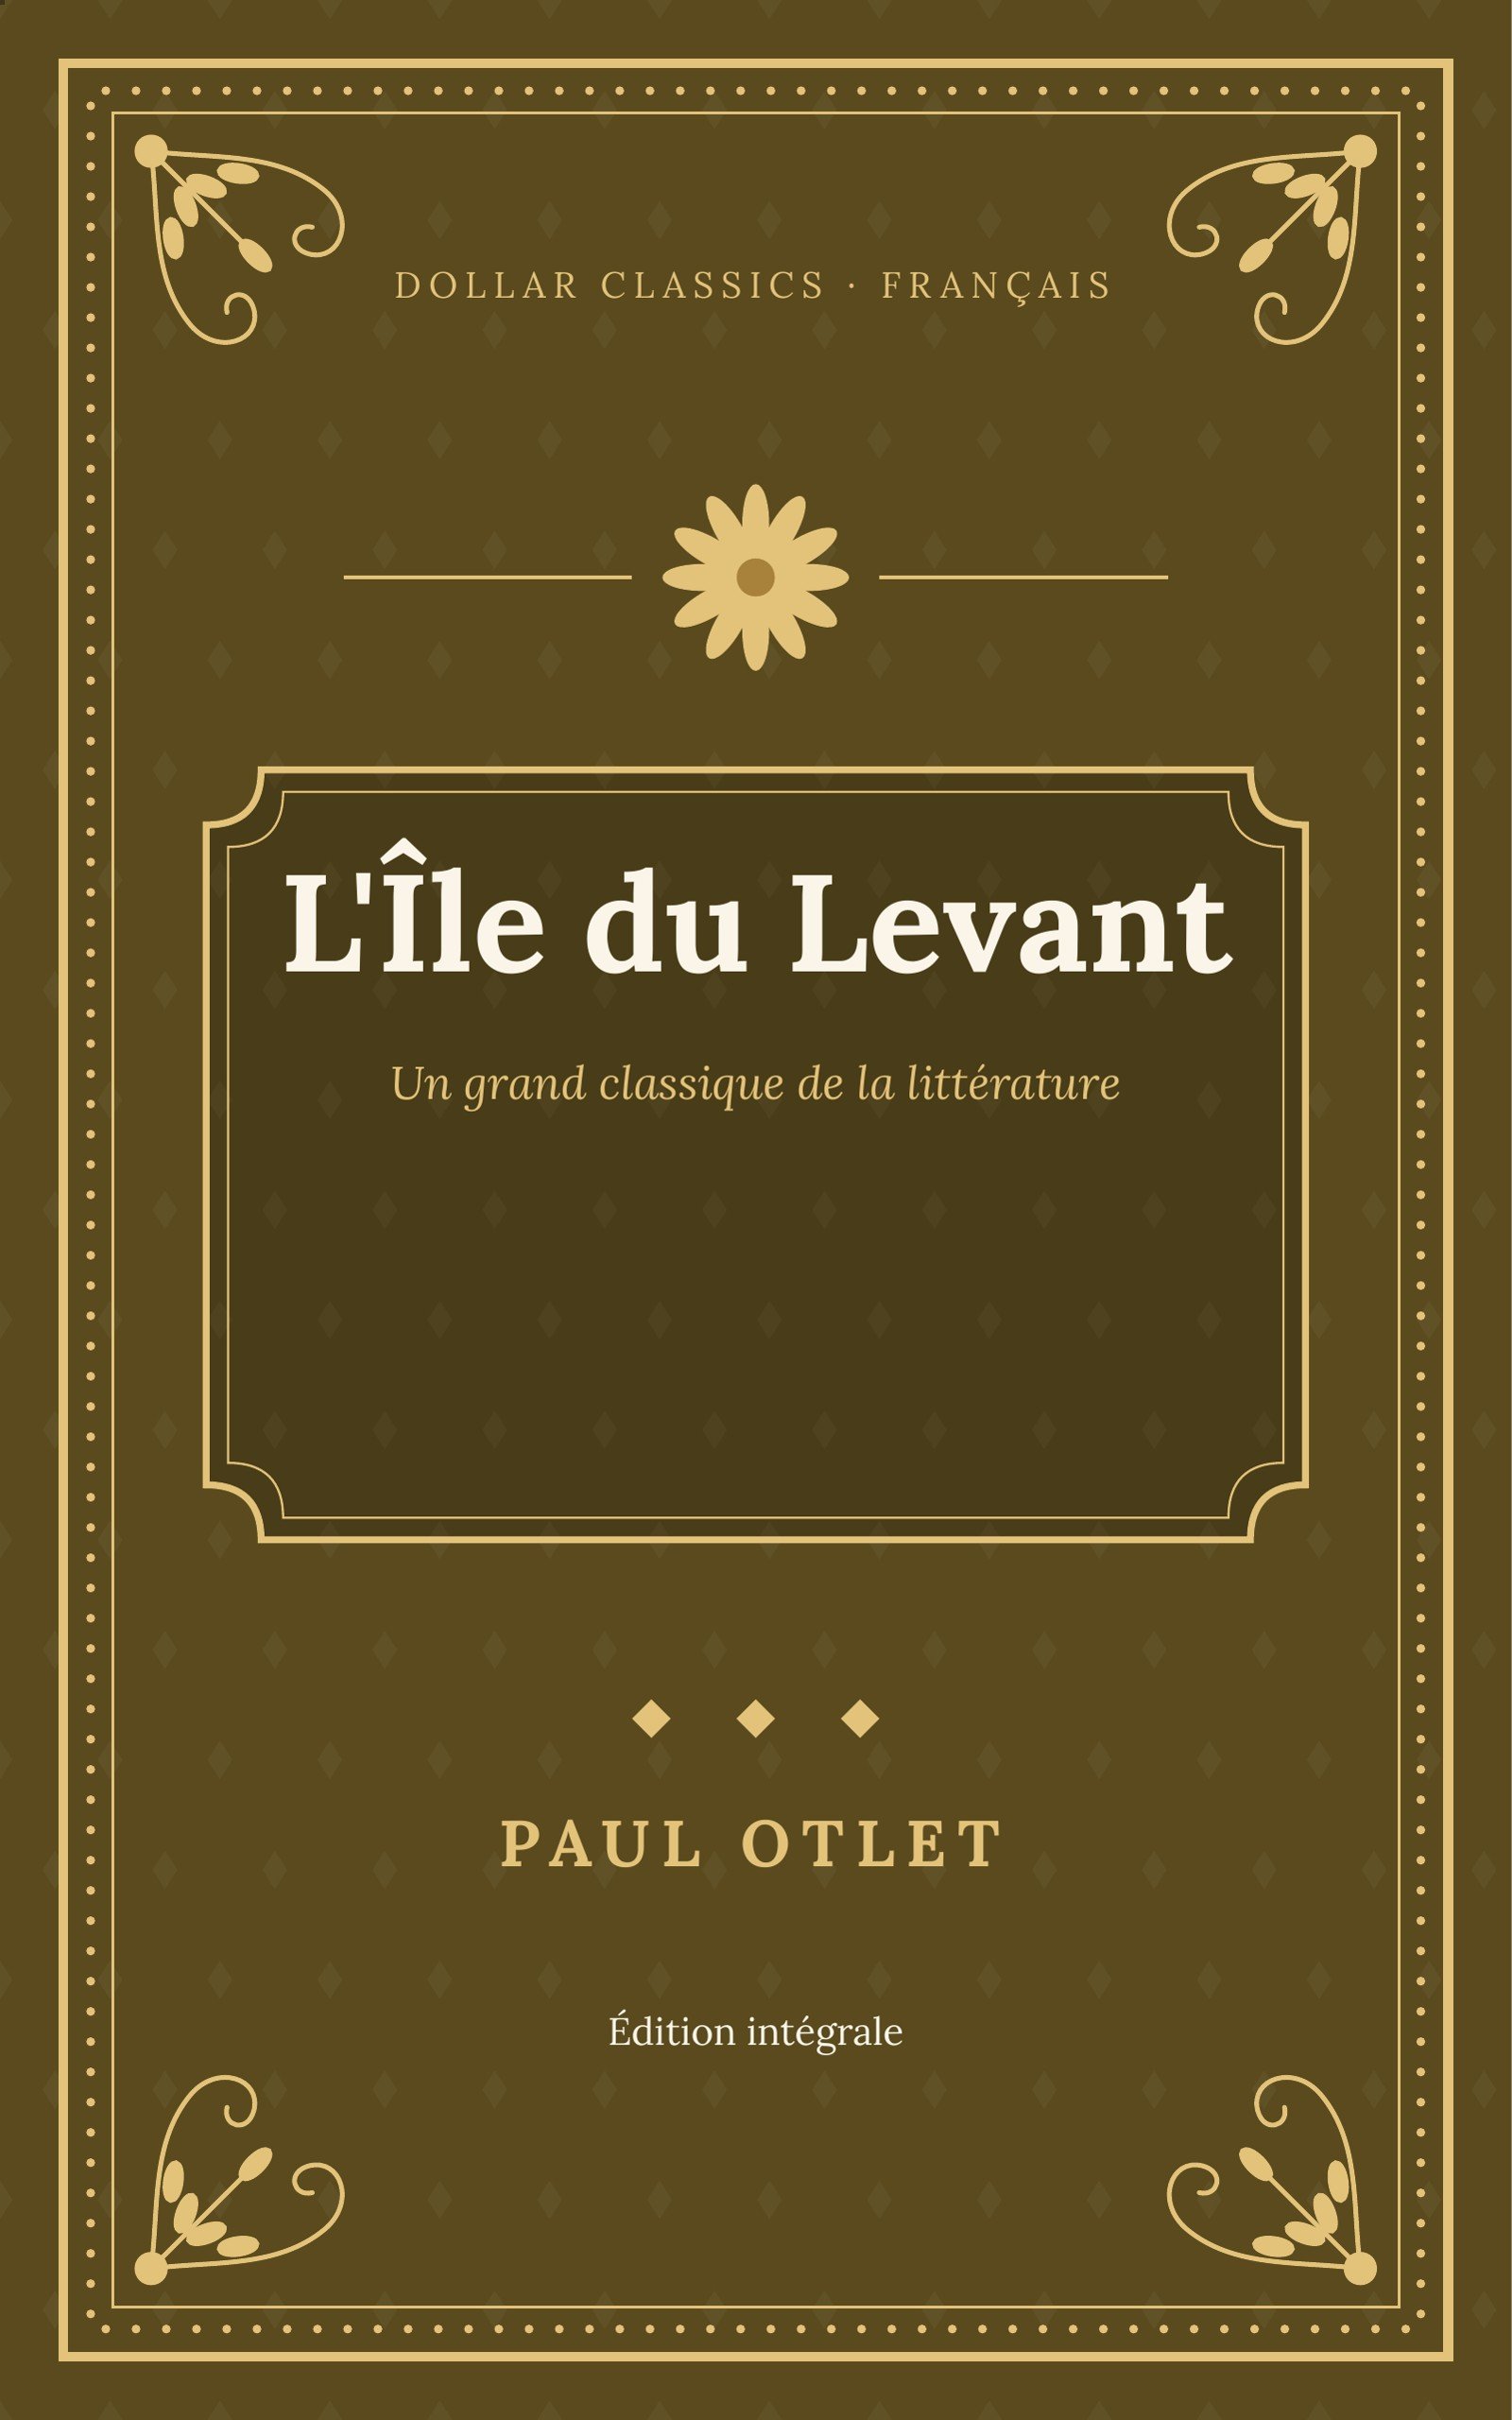 DOLLAR CLASSICS · FRANÇAIS
L'Île du Levant
Un grand classique de la littérature
PAUL OTLET
Édition intégrale